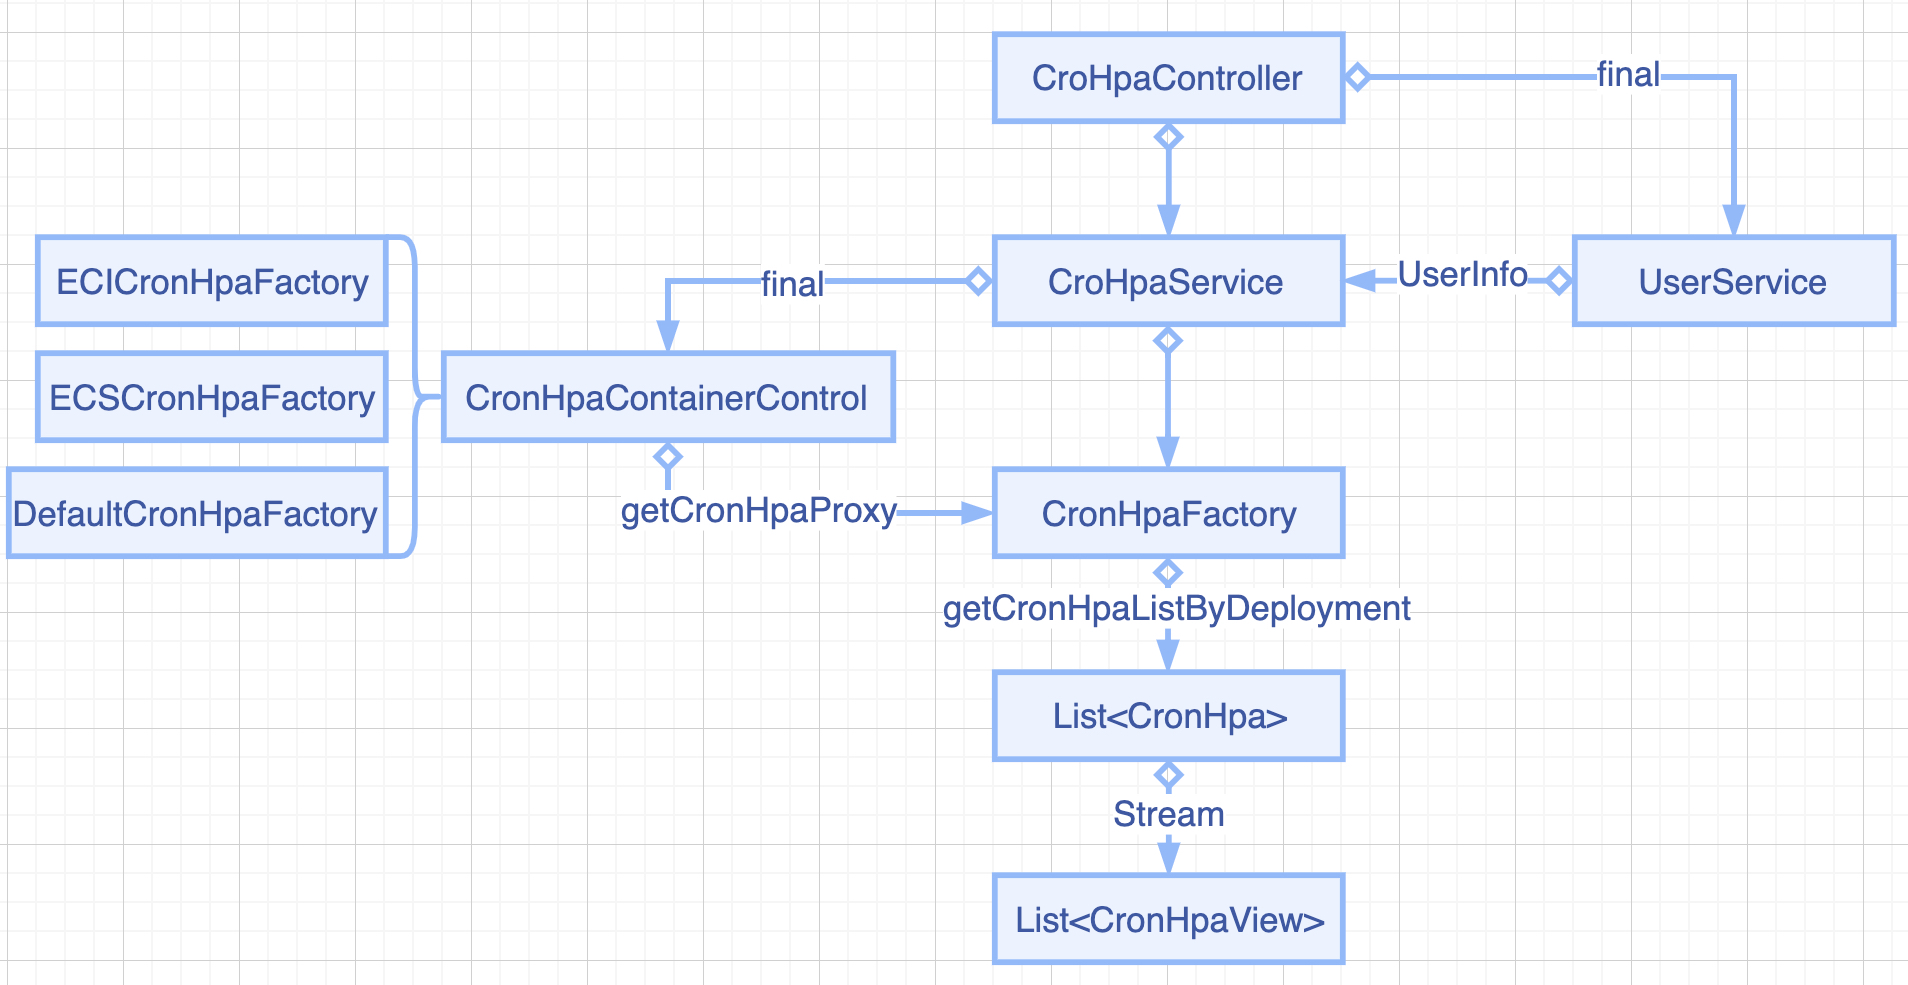 CroHpaController
final
ECICronHpaFactory
final
CroHpaService
UserInfo
UserService
ECSCronHpaFactory
CronHpaContainerControl
DefaultCronHpaFactory
getCronHpaProxy
CronHpaFactory
getCronHpaListByDeployment
List<CronHpa>
Stream
List<CronHpaView>